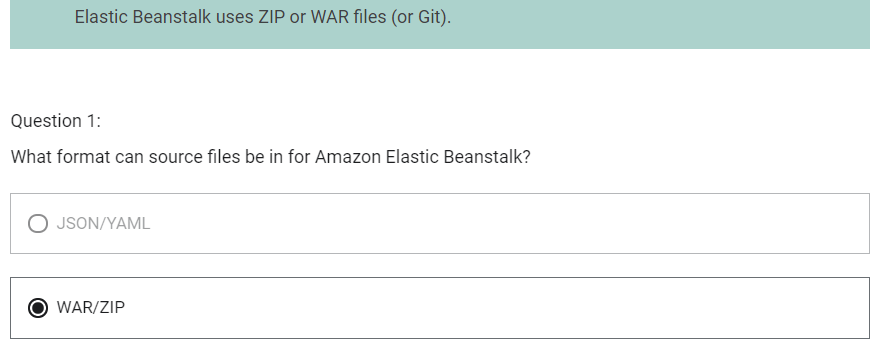 Elastic Beanstalk uses ZIP or WAR files (or Git).
Question 1:
What format can source files be in for Amazon Elastic Beanstalk?
JSON/YAML
WAR/ZIP